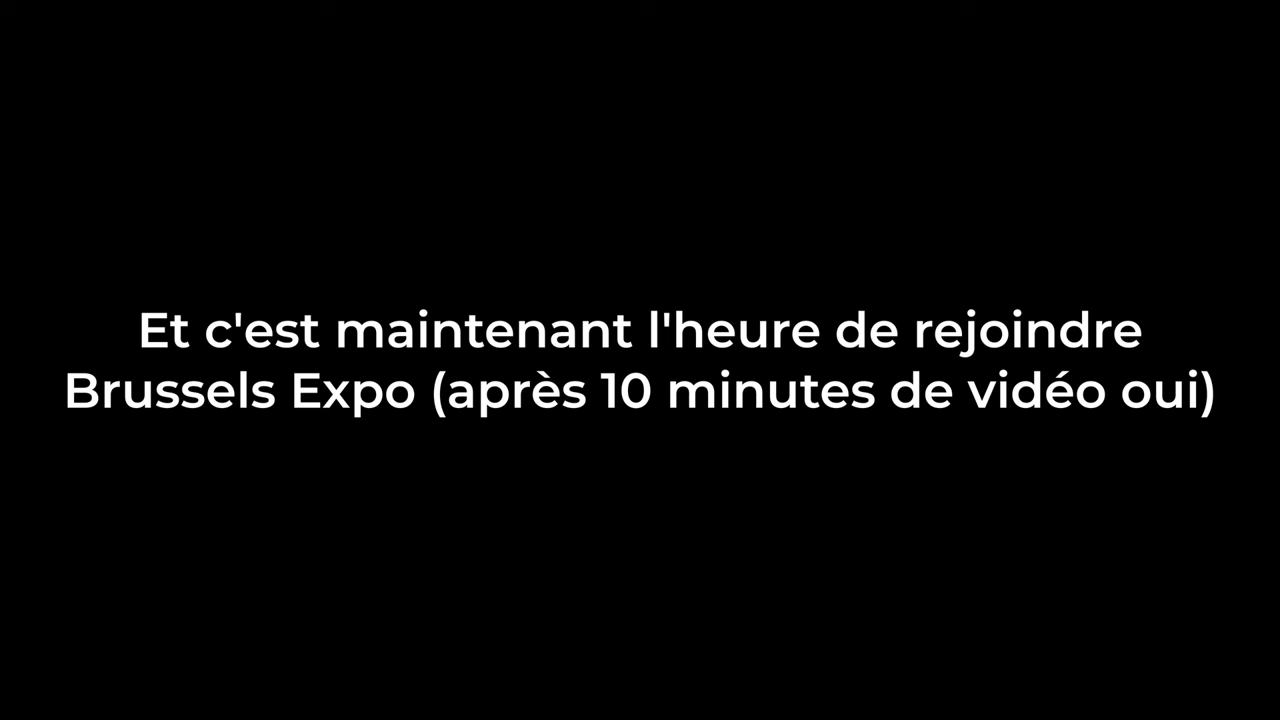 Et c'est maintenant l'heure de rejoindre
Brussels Expo (après 10 minutes de vidéo oui)